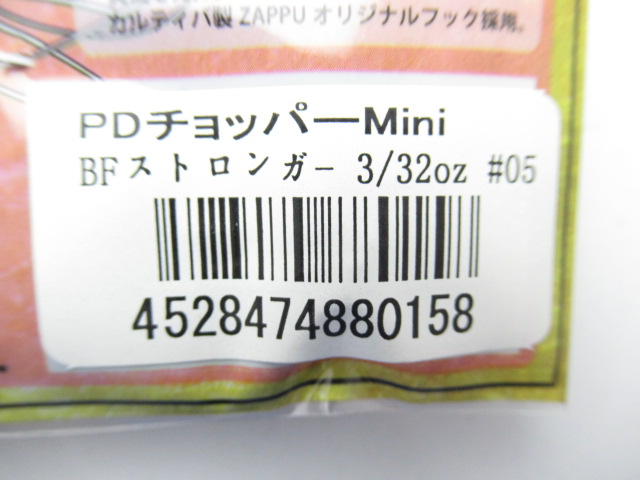 カルティバ製 ZAPPU オリジナルフック採用。
PDチョッパーMini
BFストロンガ- 3/32oz #05
4528474880158